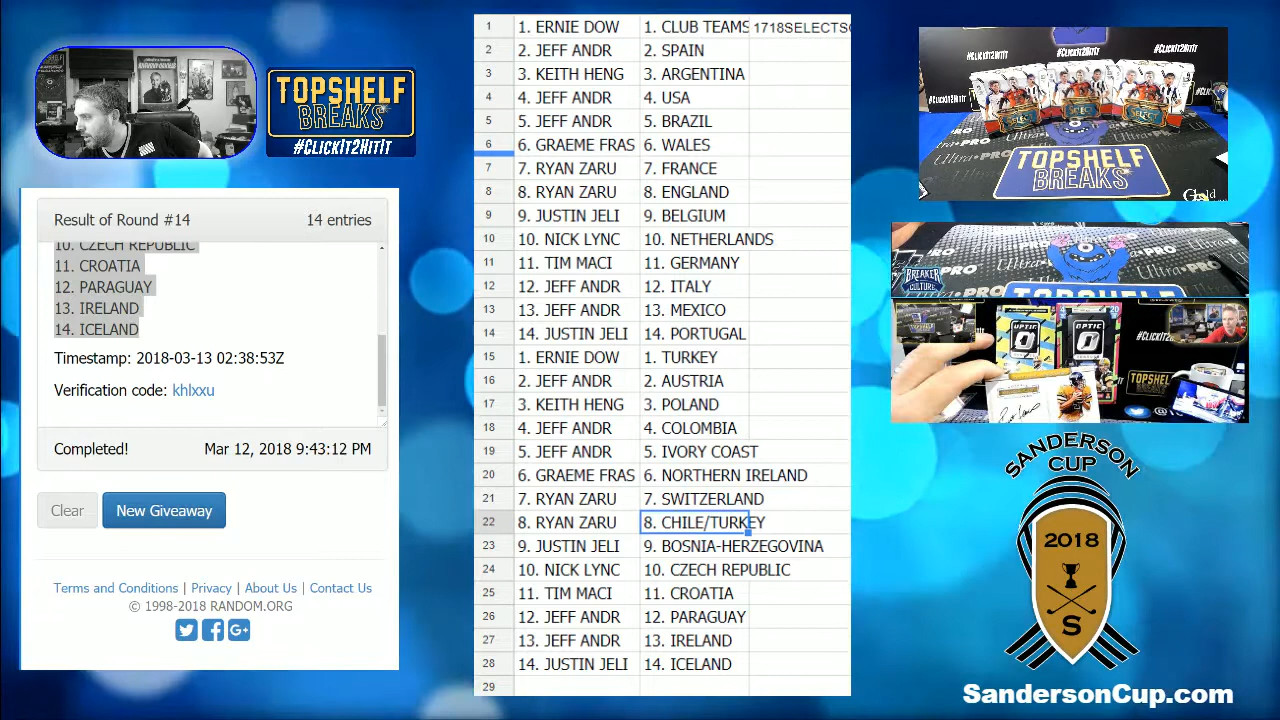 TOPSHELF
BREAKS
#CLICKIT2HITIT
Result of Round #14
14 entries
10. CZECH REPUBLIC
11. CROATIA
12. PARAGUAY
13. IRELAND
14. ICELAND
Timestamp: 2018-03-13 02:38:53Z
Verification code: khlxxu
Completed!
Mar 12, 2018 9:43:12 PM
Clear
New Giveaway
Terms and Conditions | Privacy | About Us | Contact Us
© 1998-2018 RANDOM.ORG
1 1. ERNIE DOW 1. CLUB TEAMS 1718SELECTS
2 2. JEFF ANDR 2. SPAIN
3 3. KEITH HENG 3. ARGENTINA
4 4. JEFF ANDR 4. USA
5 5. JEFF ANDR 5. BRAZIL
6 6. GRAEME FRAS 6. WALES
7 7. RYAN ZARU 7. FRANCE
8 8. RYAN ZARU 8. ENGLAND
9 9. JUSTIN JELI 9. BELGIUM
10 10. NICK LYNC 10. NETHERLANDS
11 11. TIM MACI 11. GERMANY
12 12. JEFF ANDR 12. ITALY
13 13. JEFF ANDR 13. MEXICO
14 14. JUSTIN JELI 14. PORTUGAL
15 1. ERNIE DOW 1. TURKEY
16 2. JEFF ANDR 2. AUSTRIA
17 3. KEITH HENG 3. POLAND
18 4. JEFF ANDR 4. COLOMBIA
19 5. JEFF ANDR 5. IVORY COAST
20 6. GRAEME FRAS 6. NORTHERN IRELAND
21 7. RYAN ZARU 7. SWITZERLAND
22 8. RYAN ZARU 8. CHILE/TURKEY
23 9. JUSTIN JELI 9. BOSNIA-HERZEGOVINA
24 10. NICK LYNC 10. CZECH REPUBLIC
25 11. TIM MACI 11. CROATIA
26 12. JEFF ANDR 12. PARAGUAY
27 13. JEFF ANDR 13. IRELAND
28 14. JUSTIN JELI 14. ICELAND
29
#CLICKIT2HITIT
SELECT
SELECT
SELECT
TOPSHELF
BREAKS
BREAKER
CULTURE
Ultra PRO
OPTIC
OPTIC
TOPSHELF
BREAKS
SANDERSON
CUP
2018
S
SandersonCup.com